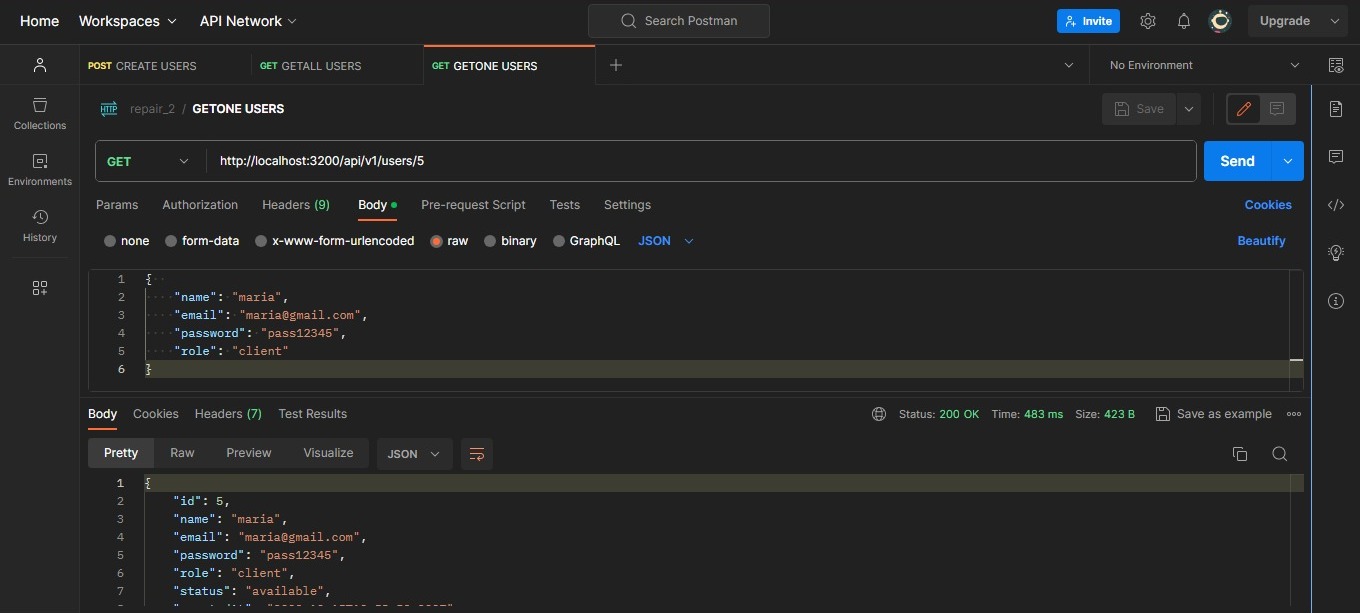 Home Workspaces API Network Search Postman Invite Upgrade
POST CREATE USERS GET GETALL USERS GET GETONE USERS No Environment
HTTP repair_2 / GETONE USERS Save
Collections
GET http://localhost:3200/api/v1/users/5 Send
Environments
Params Authorization Headers (9) Body Pre-request Script Tests Settings Cookies
History
none form-data x-www-form-urlencoded raw binary GraphQL JSON Beautify
1 {
2 "name": "maria",
3 "email": "maria@gmail.com",
4 "password": "pass12345",
5 "role": "client"
6 }
Body Cookies Headers (7) Test Results Status: 200 OK Time: 483 ms Size: 423 B Save as example
Pretty Raw Preview Visualize JSON
1 {
2 "id": 5,
3 "name": "maria",
4 "email": "maria@gmail.com",
5 "password": "pass12345",
6 "role": "client",
7 "status": "available",